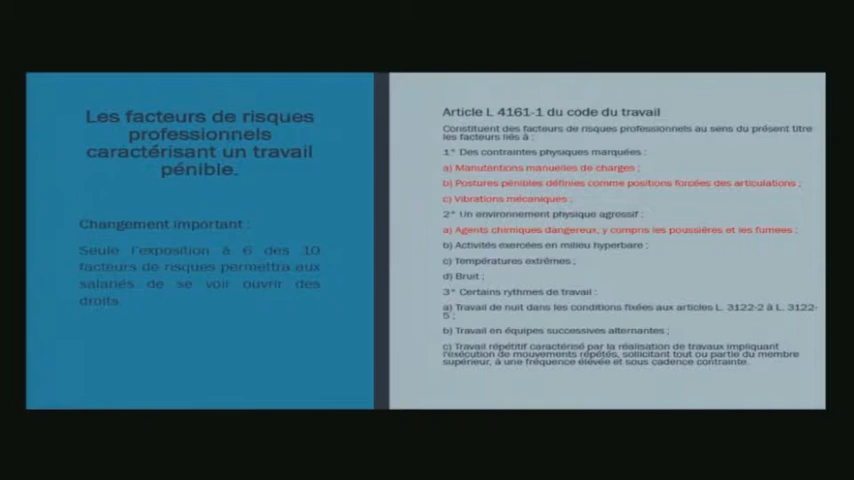 Les facteurs de risques
professionnels
caractérisant un travail
pénible.
Changement important :
Seule l'exposition à 6 des 10
facteurs de risques permettra aux
salariés de se voir ouvrir des
droits.
Article L 4161-1 du code du travail
Constituent des facteurs de risques professionnels au sens du présent titre
les facteurs liés à :
1° Des contraintes physiques marquées :
a) Manutentions manuelles de charges ;
b) Postures pénibles définies comme positions forcées des articulations ;
c) Vibrations mécaniques ;
2° Un environnement physique agressif :
a) Agents chimiques dangereux, y compris les poussières et les fumées ;
b) Activités exercées en milieu hyperbare ;
c) Températures extrêmes ;
d) Bruit ;
3° Certains rythmes de travail :
a) Travail de nuit dans les conditions fixées aux articles L. 3122-2 à L. 3122-
5 ;
b) Travail en équipes successives alternantes ;
c) Travail répétitif caractérisé par la réalisation de travaux impliquant
l'exécution de mouvements répétés, sollicitant tout ou partie du membre
supérieur, à une fréquence élevée et sous cadence contrainte.